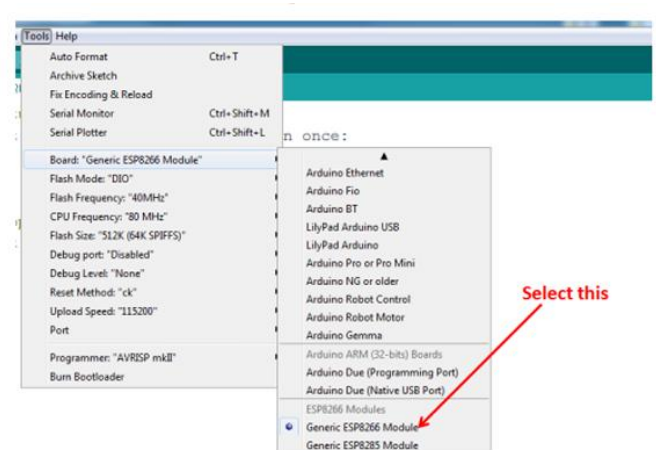 Tools Help
Auto Format Ctrl+T
Archive Sketch
Fix Encoding & Reload
Serial Monitor Ctrl+Shift+M
Serial Plotter Ctrl+Shift+L
n once:
Board: "Generic ESP8266 Module"
Flash Mode: "DIO"
Flash Frequency: "40MHz"
CPU Frequency: "80 MHz"
Flash Size: "512K (64K SPIFFS)"
Debug port: "Disabled"
Debug Level: "None"
Reset Method: "ck"
Upload Speed: "115200"
Port
Programmer: "AVRISP mkII"
Burn Bootloader
Arduino Ethernet
Arduino Fio
Arduino BT
LilyPad Arduino USB
LilyPad Arduino
Arduino Pro or Pro Mini
Arduino NG or older
Arduino Robot Control
Arduino Robot Motor
Arduino Gemma
Arduino ARM (32-bits) Boards
Arduino Due (Programming Port)
Arduino Due (Native USB Port)
ESP8266 Modules
Generic ESP8266 Module
Generic ESP8285 Module
Select this